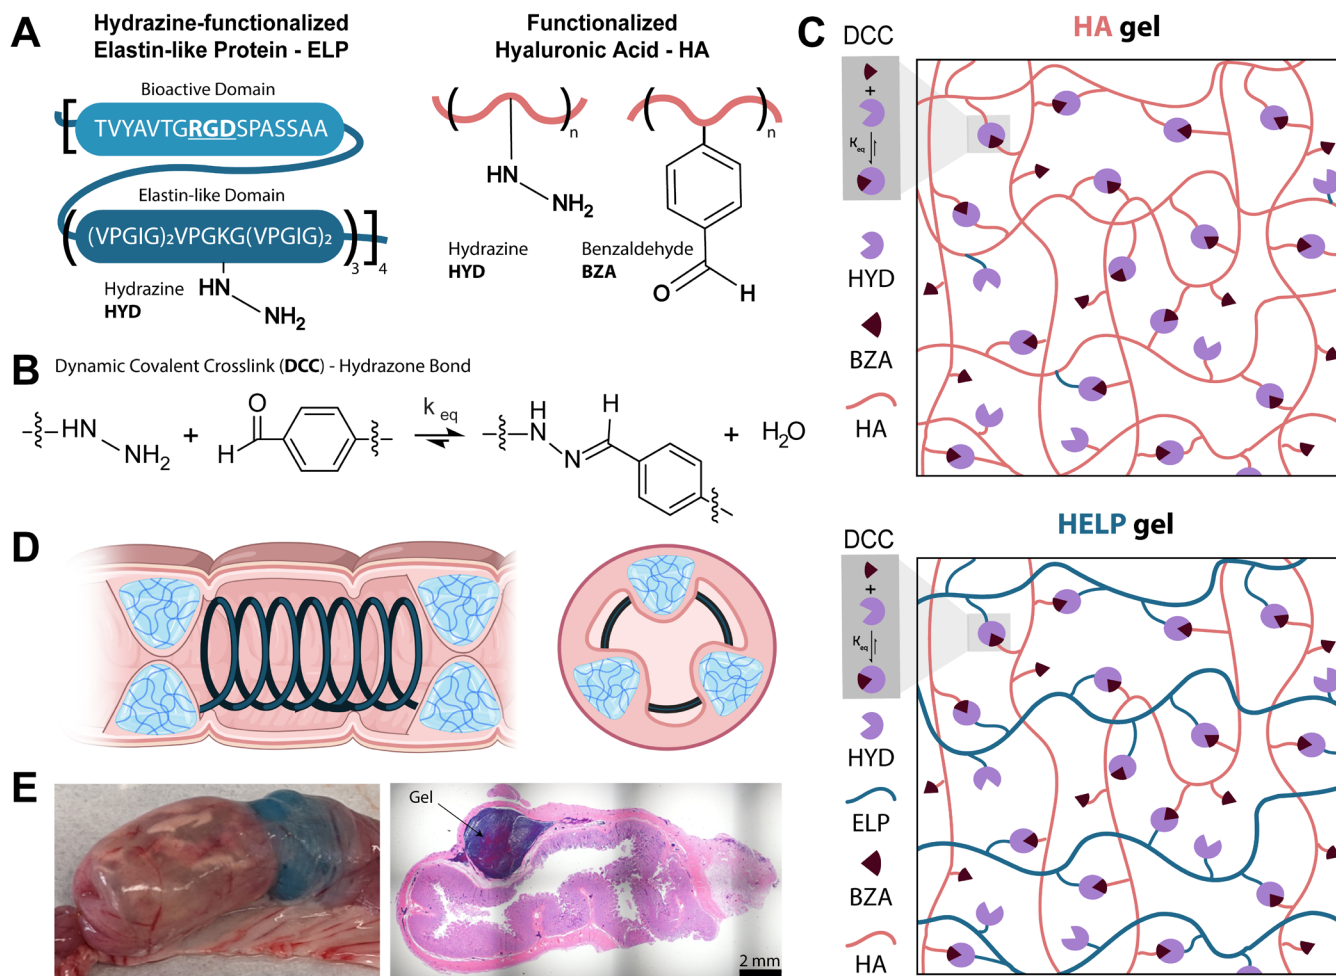 A
Hydrazine-functionalized
Elastin-like Protein - ELP
Bioactive Domain
[
TVYAVTGRGDSPASSAA
Elastin-like Domain
( (VPGIG)₂VPGKG(VPGIG)₂ )₃]₄
Hydrazine
HYD
HN
NH₂
Functionalized
Hyaluronic Acid - HA
( )n
( )n
HN
NH₂
Hydrazine
HYD
Benzaldehyde
BZA
O
H
B
Dynamic Covalent Crosslink (DCC) - Hydrazone Bond
HN
NH₂
+
O
H
k eq
H
N
N
H
+
H₂O
C
DCC
HA gel
+
K eq
HYD
BZA
HA
DCC
HELP gel
+
K eq
HYD
ELP
BZA
HA
D
E
Gel
2 mm